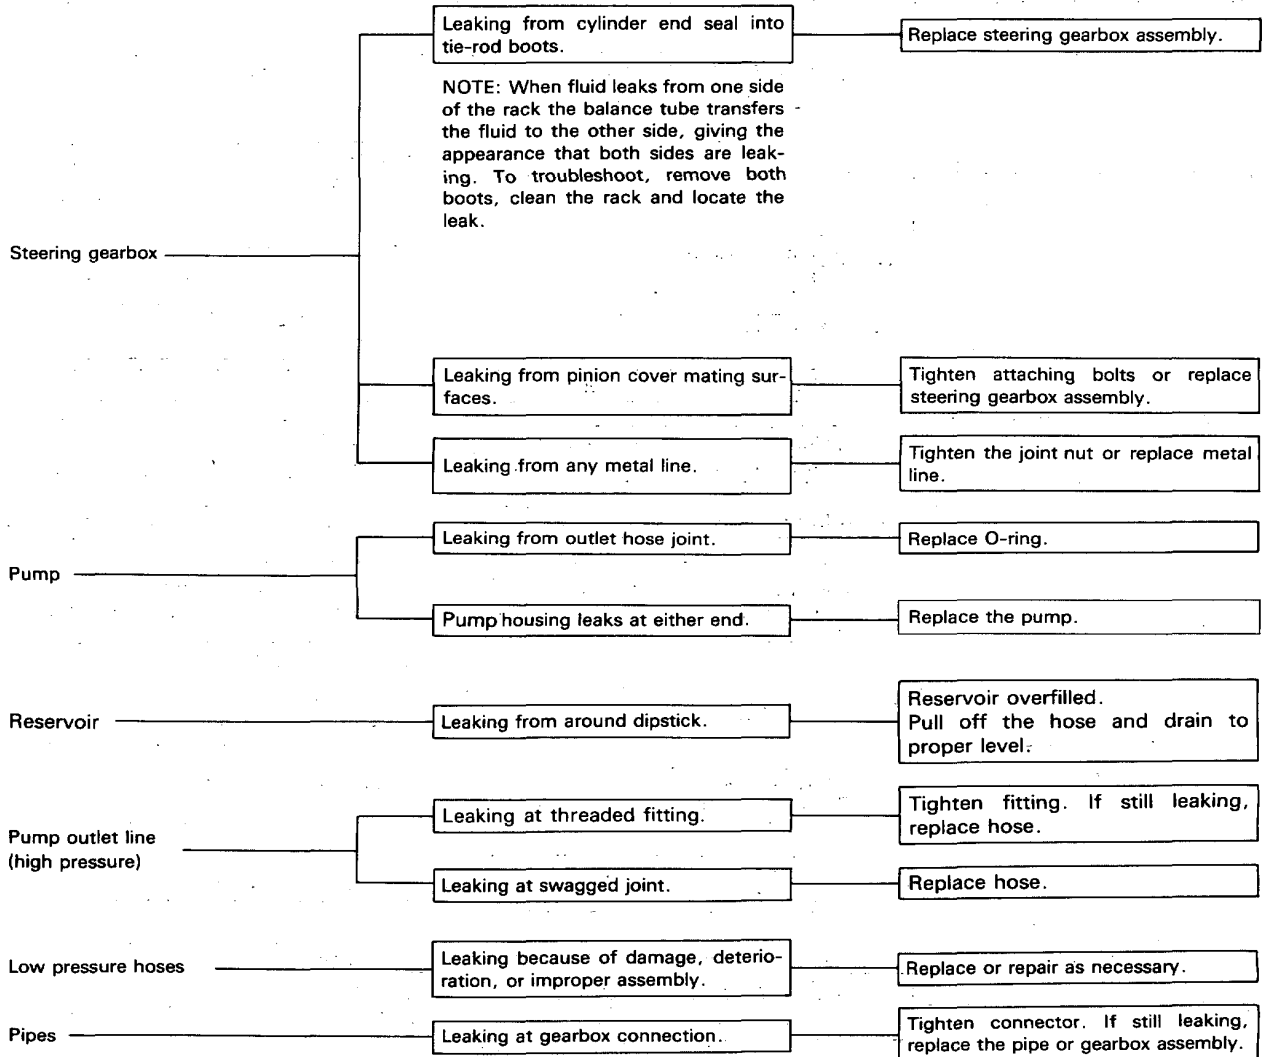 Leaking from cylinder end seal into
tie-rod boots.
Replace steering gearbox assembly.
NOTE: When fluid leaks from one side
of the rack the balance tube transfers
the fluid to the other side, giving the
appearance that both sides are leak-
ing. To troubleshoot, remove both
boots, clean the rack and locate the
leak.
Steering gearbox
Leaking from pinion cover mating sur-
faces.
Tighten attaching bolts or replace
steering gearbox assembly.
Leaking from any metal line.
Tighten the joint nut or replace metal
line.
Pump
Leaking from outlet hose joint.
Replace O-ring.
Pump housing leaks at either end.
Replace the pump.
Reservoir
Leaking from around dipstick.
Reservoir overfilled.
Pull off the hose and drain to
proper level.
Pump outlet line
(high pressure)
Leaking at threaded fitting.
Tighten fitting. If still leaking,
replace hose.
Leaking at swagged joint.
Replace hose.
Low pressure hoses
Leaking because of damage, deterio-
ration, or improper assembly.
Replace or repair as necessary.
Pipes
Leaking at gearbox connection.
Tighten connector. If still leaking,
replace the pipe or gearbox assembly.